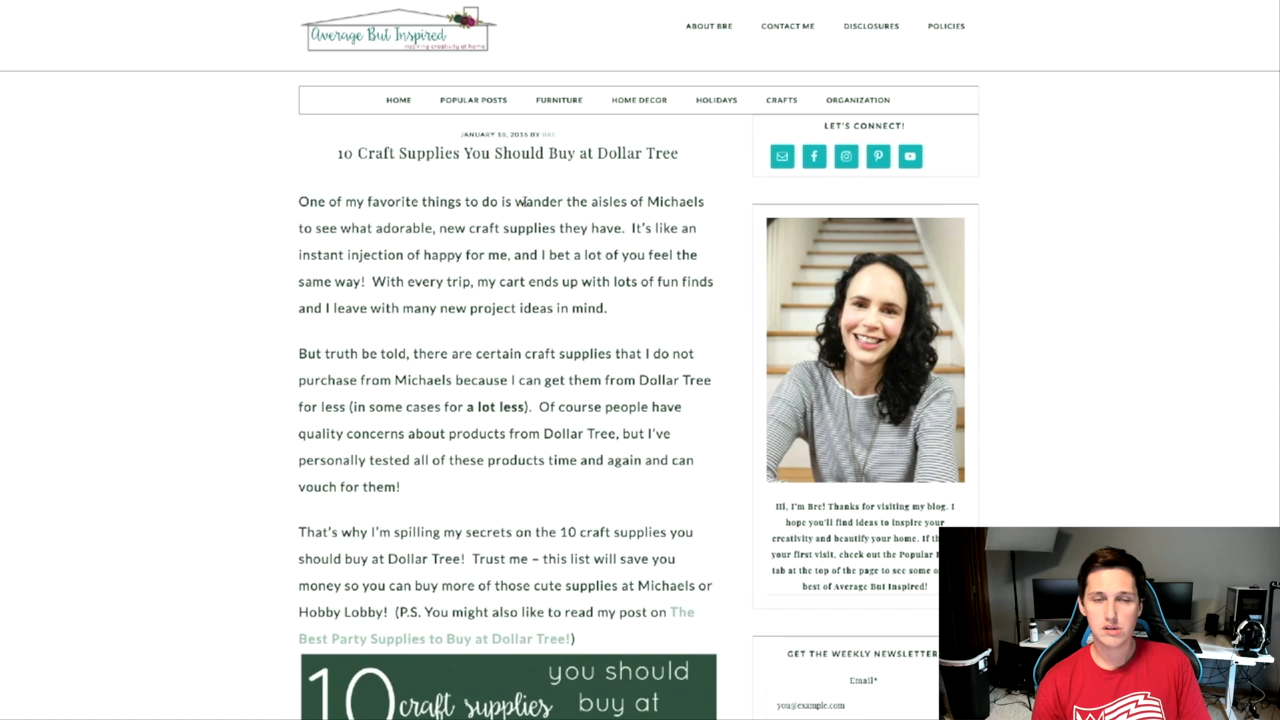 Average But Inspired
inspiring creativity at home
ABOUT BRE
CONTACT ME
DISCLOSURES
POLICIES
HOME
POPULAR POSTS
FURNITURE
HOME DECOR
HOLIDAYS
CRAFTS
ORGANIZATION
JANUARY 18, 2016 BY BRE
10 Craft Supplies You Should Buy at Dollar Tree
One of my favorite things to do is wander the aisles of Michaels
to see what adorable, new craft supplies they have. It's like an
instant injection of happy for me, and I bet a lot of you feel the
same way! With every trip, my cart ends up with lots of fun finds
and I leave with many new project ideas in mind.
But truth be told, there are certain craft supplies that I do not
purchase from Michaels because I can get them from Dollar Tree
for less (in some cases for a lot less). Of course people have
quality concerns about products from Dollar Tree, but I've
personally tested all of these products time and again and can
vouch for them!
That's why I'm spilling my secrets on the 10 craft supplies you
should buy at Dollar Tree! Trust me – this list will save you
money so you can buy more of those cute supplies at Michaels or
Hobby Lobby! (P.S. You might also like to read my post on The
Best Party Supplies to Buy at Dollar Tree!)
10 craft supplies
you should
buy at
LET'S CONNECT!
Hi, I'm Bre! Thanks for visiting my blog. I
hope you'll find ideas to inspire your
creativity and beautify your home. If th
your first visit, check out the Popular
tab at the top of the page to see some o
best of Average But Inspired!
GET THE WEEKLY NEWSLETTER
Email*
you@example.com